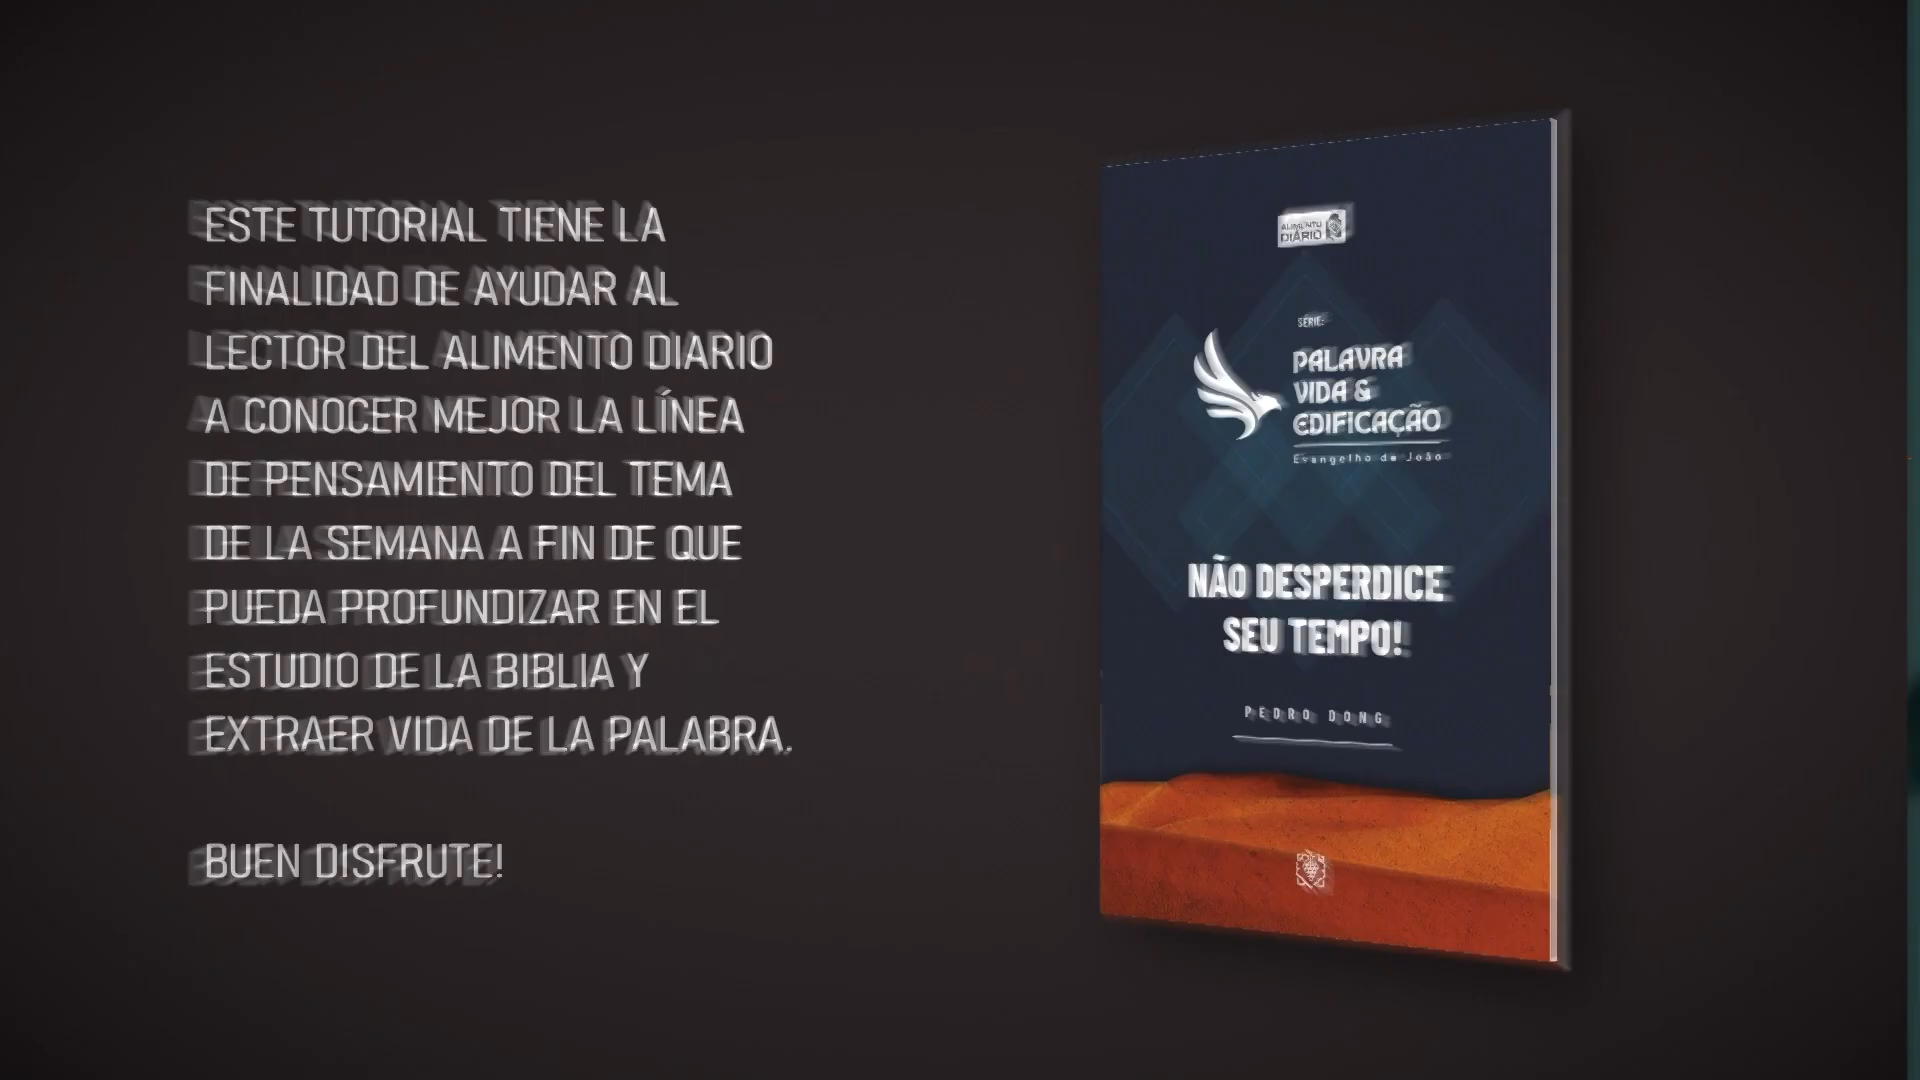 ESTE TUTORIAL TIENE LA
FINALIDAD DE AYUDAR AL
LECTOR DEL ALIMENTO DIARIO
A CONOCER MEJOR LA LÍNEA
DE PENSAMIENTO DEL TEMA
DE LA SEMANA A FIN DE QUE
PUEDA PROFUNDIZAR EN EL
ESTUDIO DE LA BIBLIA Y
EXTRAER VIDA DE LA PALABRA.
BUEN DISFRUTE!
ALIMENTO
DIÁRIO
SÉRIE:
PALAVRA
VIDA &
EDIFICAÇÃO
Evangelho de João
NÃO DESPERDICE
SEU TEMPO!
PEDRO DONG